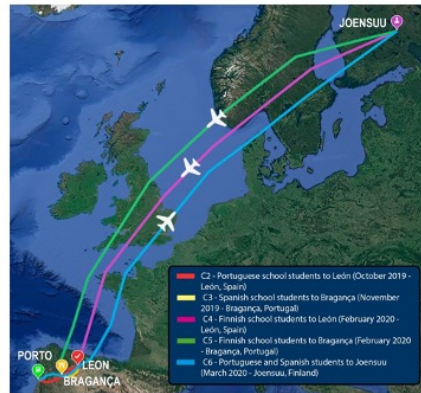 JOENSUU
C2 - Portuguese school students to León (October 2019 -
León, Spain)
C3 - Spanish school students to Bragança (November
2019 - Bragança, Portugal)
C4 - Finnish school students to León (February 2020 -
León, Spain)
C5 - Finnish school students to Bragança (February 2020
- Bragança, Portugal)
C6 - Portuguese and Spanish students to Joensuu
(March 2020 - Joensuu, Finland)
PORTO
LEON
BRAGANÇA